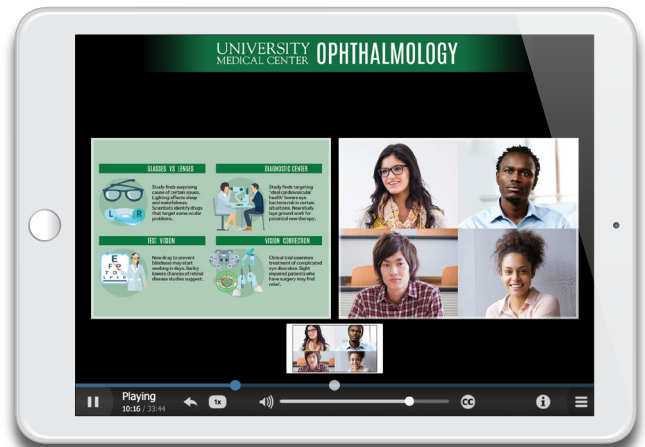 UNIVERSITY
MEDICAL CENTER OPHTHALMOLOGY
GLASSES VS LENSES
Study finds surprising
cause of certain issues.
Lighting effects sleep
and wakefulness.
Scientists identify drugs
that target some ocular
problems.
L R
DIAGNOSTIC CENTER
Study finds targeting
"ideal cardiovascular
health" lowers eye
bacteria risk in certain
situations. New study
lays ground work for
potential new therapy.
TEST VISION
New drug to prevent
blindness may start
working in days. Barley
lowers chances of retinal
disease studies suggest.
E
F P
T O Z
L P E D
VISION CORRECTION
Clinical trial examines
treatment of complicated
eye disorders. Sight
impaired patients who
have surgery may find
relief.
Playing
10:16 / 33:44
1x
CC